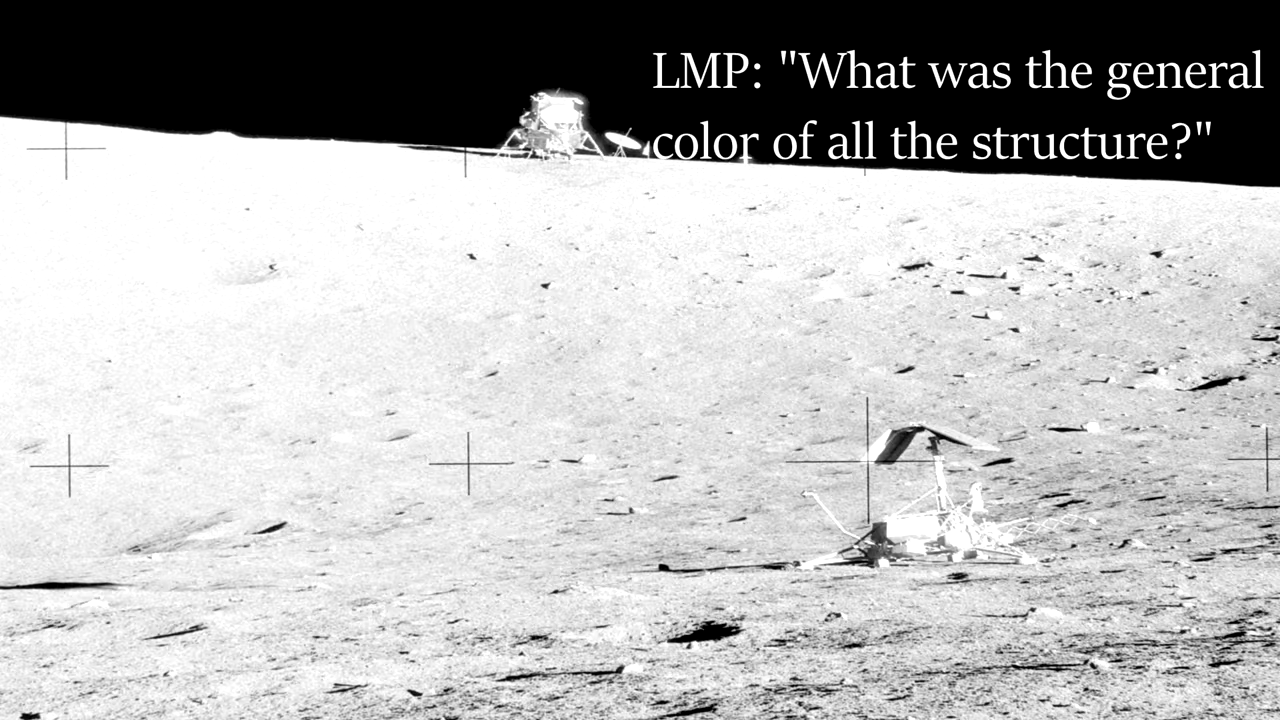 LMP: "What was the general
color of all the structure?"